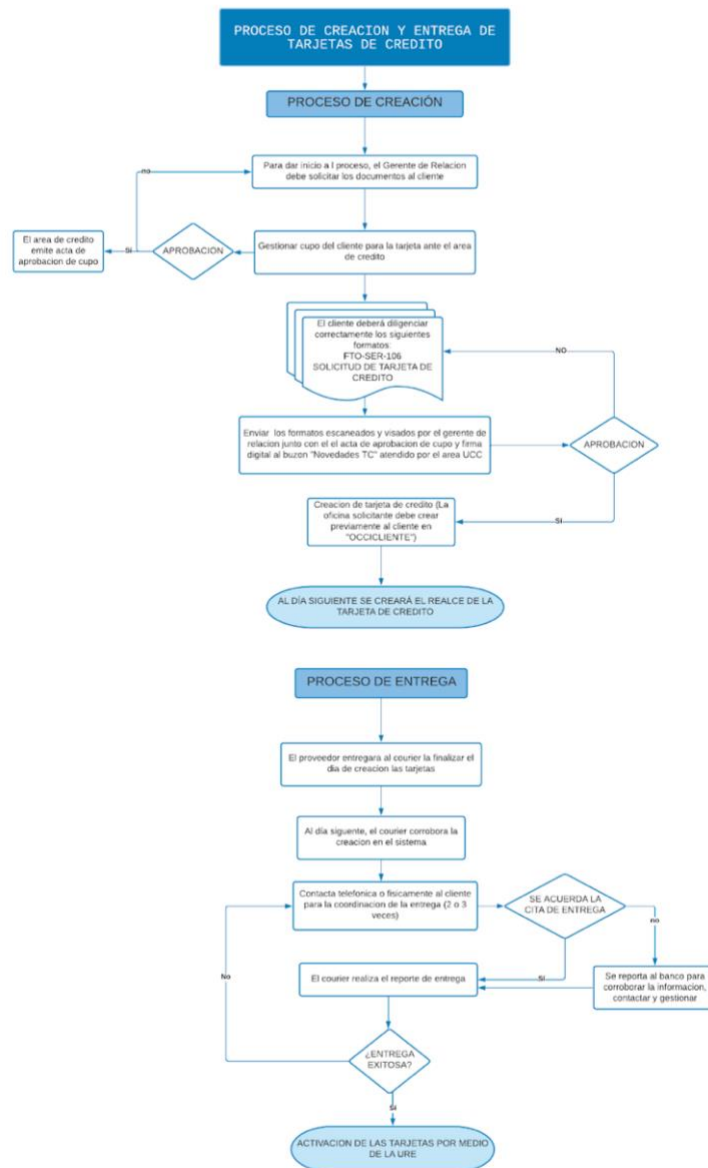 PROCESO DE CREACION Y ENTREGA DE
TARJETAS DE CREDITO
PROCESO DE CREACIÓN
no
Para dar inicio a l proceso, el Gerente de Relacion
debe solicitar los documentos al cliente
El area de credito
emite acta de
aprobacion de cupo
Si
APROBACION
Gestionar cupo del cliente para la tarjeta ante el area
de credito
El cliente deberá diligenciar
correctamente los siguientes
formatos:
FTO-SER-106
SOLICITUD DE TARJETA DE
CREDITO
NO
Enviar los formatos escaneados y visados por el gerente de
relacion junto con el el acta de aprobacion de cupo y firma
digital al buzon "Novedades TC" atendido por el area UCC
APROBACION
Creacion de tarjeta de credito (La
oficina solicitante debe crear
previamente al cliente en
"OCCICLIENTE")
SI
AL DÍA SIGUIENTE SE CREARÁ EL REALCE DE LA
TARJETA DE CREDITO
PROCESO DE ENTREGA
El proveedor entregara al courier la finalizar el
dia de creacion las tarjetas
Al día siguente, el courier corrobora la
creacion en el sistema
Contacta telefonica o fisicamente al cliente
para la coordinacion de la entrega (2 o 3
veces)
SE ACUERDA LA
CITA DE ENTREGA
no
No
El courier realiza el reporte de entrega
SI
Se reporta al banco para
corroborar la informacion,
contactar y gestionar
¿ENTREGA
EXITOSA?
Si
ACTIVACION DE LAS TARJETAS POR MEDIO
DE LA URE